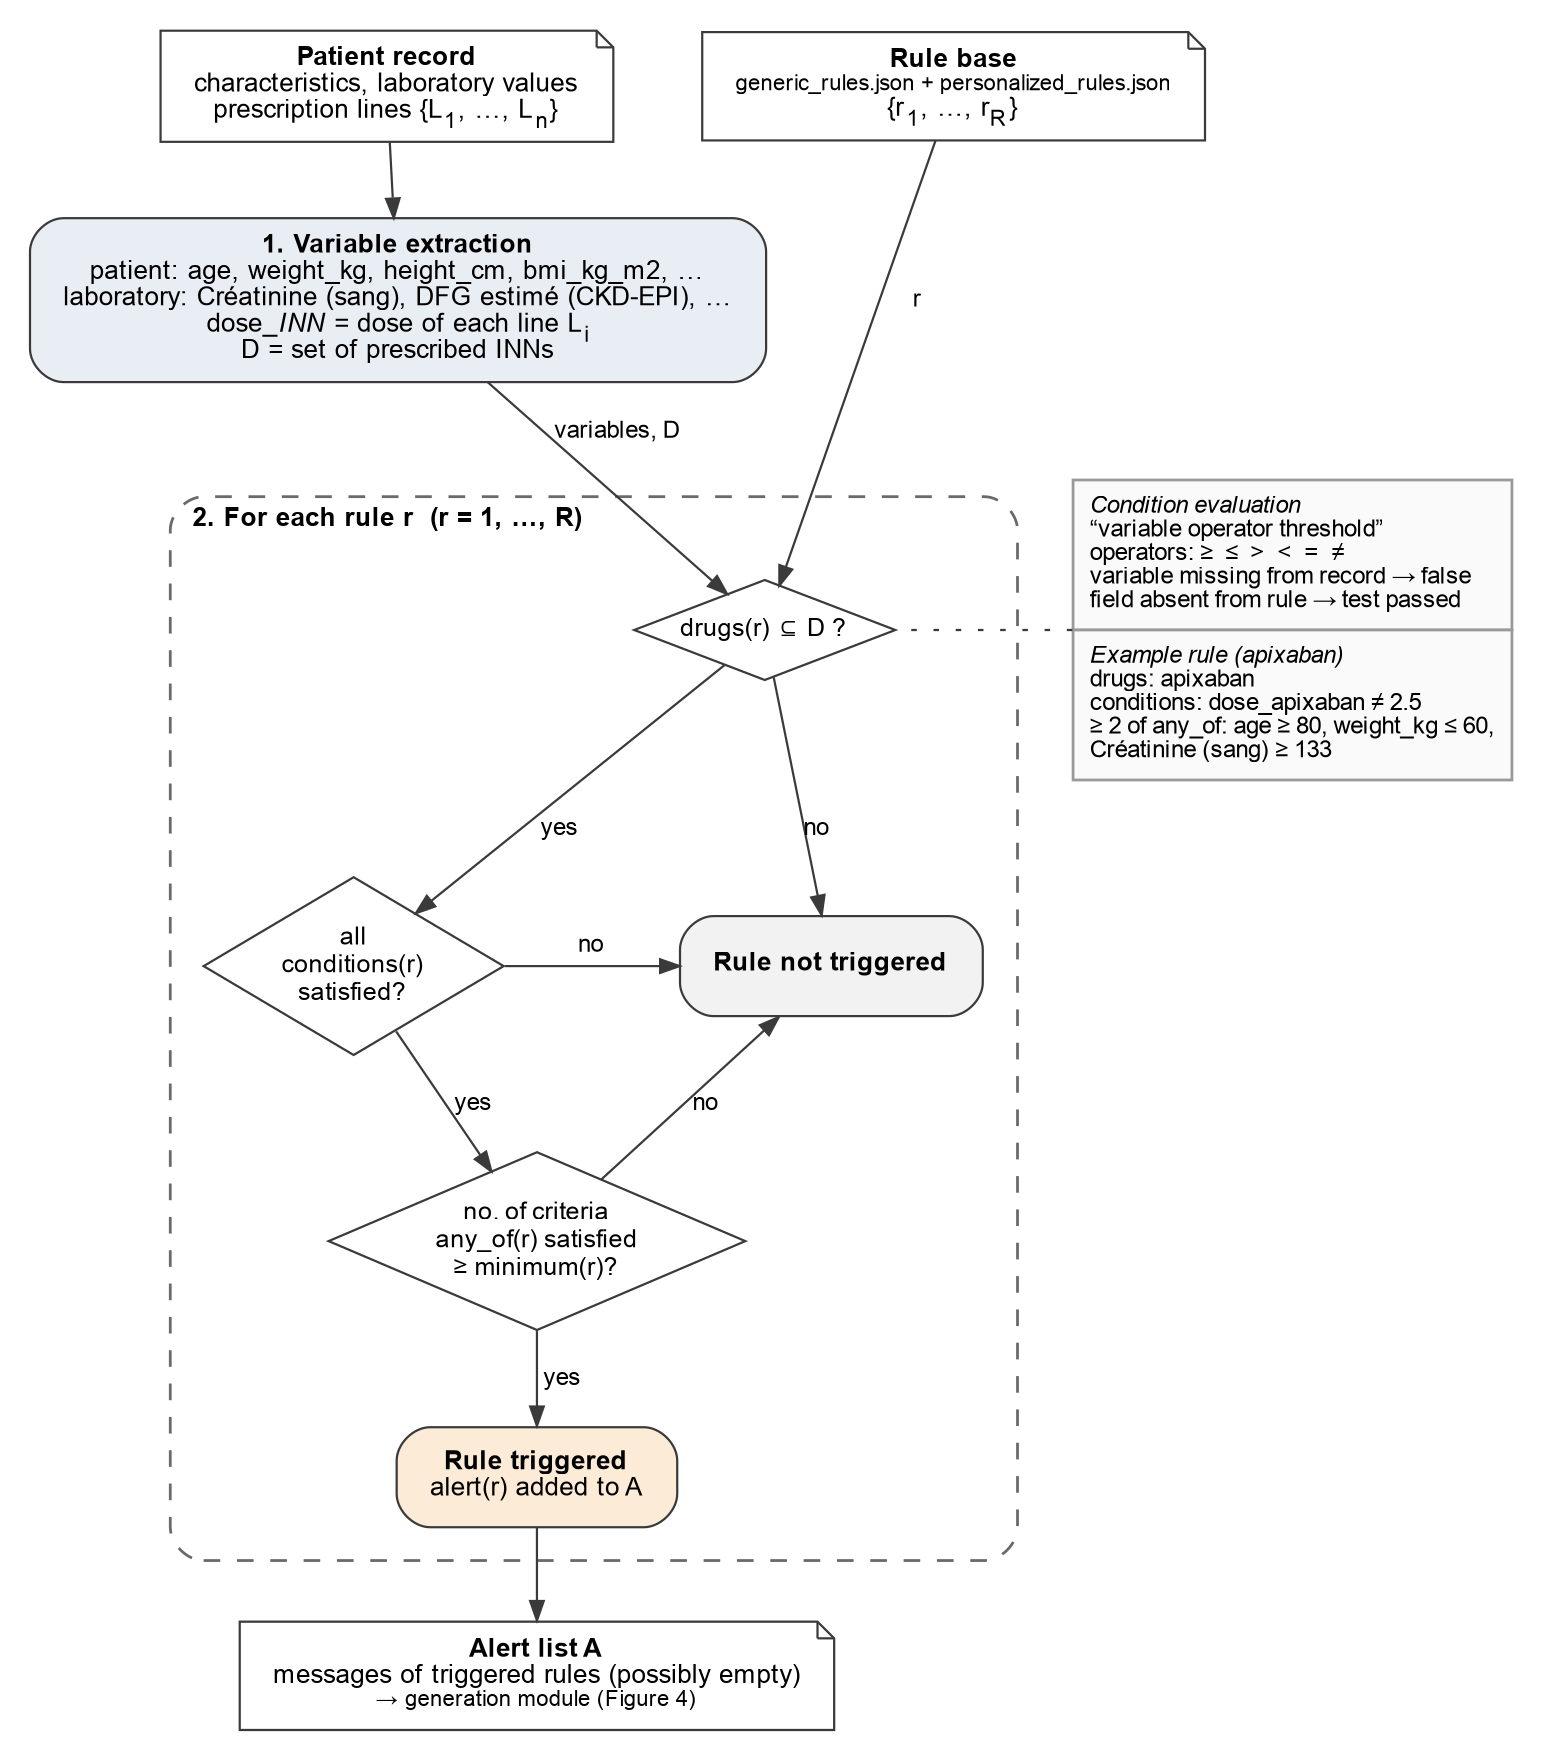 Patient record
characteristics, laboratory values
prescription lines {L1, …, Ln}
Rule base
generic_rules.json + personalized_rules.json
{r1, …, rR}
1. Variable extraction
patient: age, weight_kg, height_cm, bmi_kg_m2, …
laboratory: Créatinine (sang), DFG estimé (CKD-EPI), …
dose_INN = dose of each line Li
D = set of prescribed INNs
r
variables, D
2. For each rule r (r = 1, …, R)
drugs(r) ⊆ D ?
Condition evaluation
“variable operator threshold”
operators: ≥ ≤ > < = ≠
variable missing from record → false
field absent from rule → test passed
Example rule (apixaban)
drugs: apixaban
conditions: dose_apixaban ≠ 2.5
≥ 2 of any_of: age ≥ 80, weight_kg ≤ 60,
Créatinine (sang) ≥ 133
yes
no
all
conditions(r)
satisfied?
no
Rule not triggered
yes
no
no. of criteria
any_of(r) satisfied
≥ minimum(r)?
yes
Rule triggered
alert(r) added to A
Alert list A
messages of triggered rules (possibly empty)
→ generation module (Figure 4)